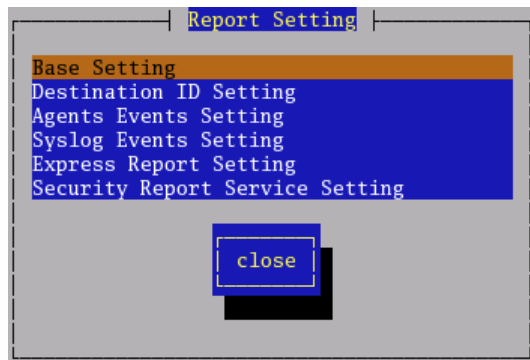 Report Setting
Base Setting
Destination ID Setting
Agents Events Setting
Syslog Events Setting
Express Report Setting
Security Report Service Setting
close